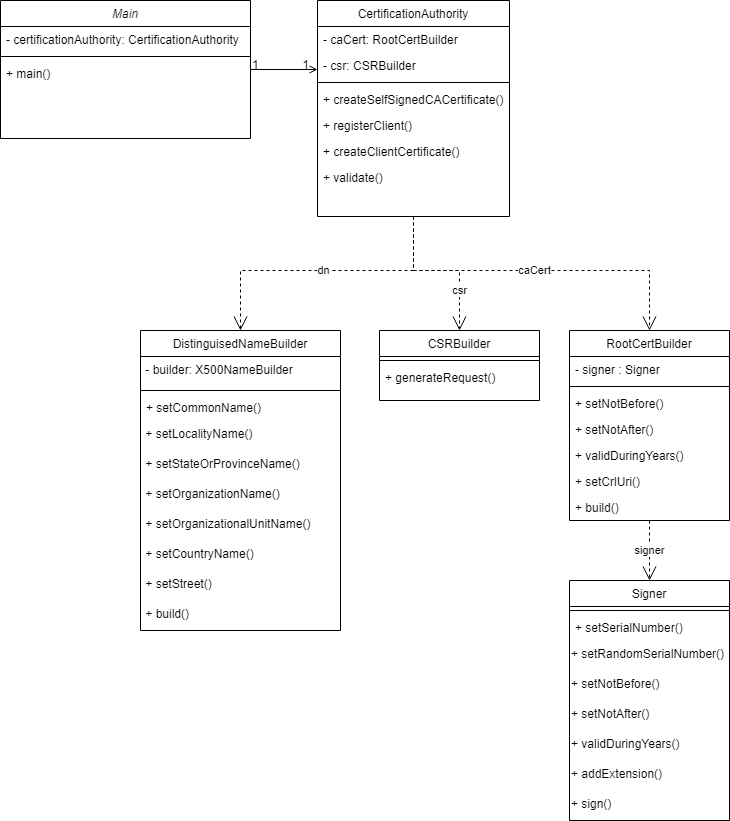 Main
- certificationAuthority: CertificationAuthority
+ main()
1
1
CertificationAuthority
- caCert: RootCertBuilder
- csr: CSRBuilder
+ createSelfSignedCACertificate()
+ registerClient()
+ createClientCertificate()
+ validate()
dn
csr
caCert
DistinguisedNameBuilder
- builder: X500NameBuilder
+ setCommonName()
+ setLocalityName()
+ setStateOrProvinceName()
+ setOrganizationName()
+ setOrganizationalUnitName()
+ setCountryName()
+ setStreet()
+ build()
CSRBuilder
+ generateRequest()
RootCertBuilder
- signer : Signer
+ setNotBefore()
+ setNotAfter()
+ validDuringYears()
+ setCrlUri()
+ build()
signer
Signer
+ setSerialNumber()
+ setRandomSerialNumber()
+ setNotBefore()
+ setNotAfter()
+ validDuringYears()
+ addExtension()
+ sign()